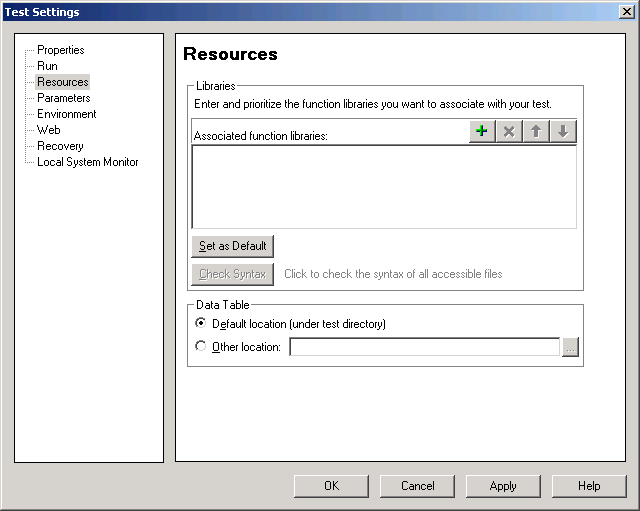 Test Settings
Properties
Run
Resources
Parameters
Environment
Web
Recovery
Local System Monitor
Resources
Libraries
Enter and prioritize the function libraries you want to associate with your test.
Associated function libraries:
Set as Default
Check Syntax Click to check the syntax of all accessible files
Data Table
Default location (under test directory)
Other location: ...
OK Cancel Apply Help